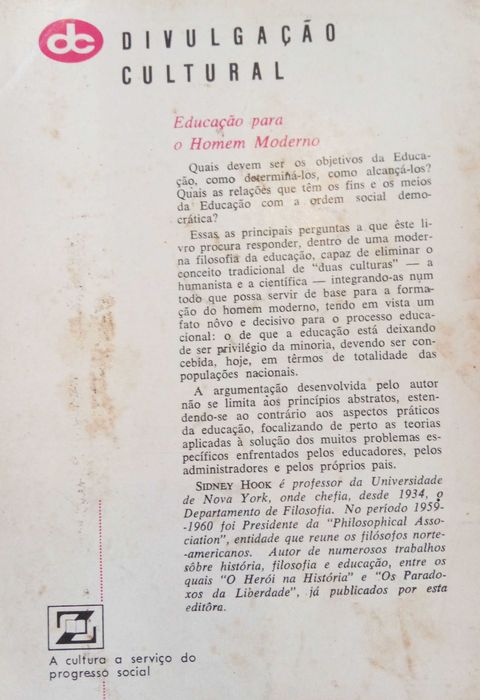 dc
DIVULGAÇÃO
CULTURAL
Educação para
o Homem Moderno
Quais devem ser os objetivos da Educa-
ção, como determiná-los, como alcançá-los?
Quais as relações que têm os fins e os meios
da Educação com a ordem social demo-
crática?
Essas as principais perguntas a que êste li-
vro procura responder, dentro de uma moder-
na filosofia da educação, capaz de eliminar o
conceito tradicional de "duas culturas" — a
humanista e a científica — integrando-as num
todo que possa servir de base para a forma-
ção do homem moderno, tendo em vista um
fato nôvo e decisivo para o processo educa-
cional: o de que a educação está deixando
de ser privilégio da minoria, devendo ser con-
cebida, hoje, em têrmos de totalidade das
populações nacionais.
A argumentação desenvolvida pelo autor
não se limita aos princípios abstratos, esten-
dendo-se ao contrário aos aspectos práticos
da educação, focalizando de perto as teorias
aplicadas à solução dos muitos problemas es-
pecíficos enfrentados pelos educadores, pelos
administradores e pelos próprios pais.
SIDNEY HOOK é professor da Universidade
de Nova York, onde chefia, desde 1934, o
Departamento de Filosofia. No período 1959-
-1960 foi Presidente da "Philosophical Asso-
ciation", entidade que reune os filósofos norte-
-americanos. Autor de numerosos trabalhos
sôbre história, filosofia e educação, entre os
quais "O Herói na História" e "Os Parado-
xos da Liberdade", já publicados por esta
editôra.
A cultura a serviço do
progresso social